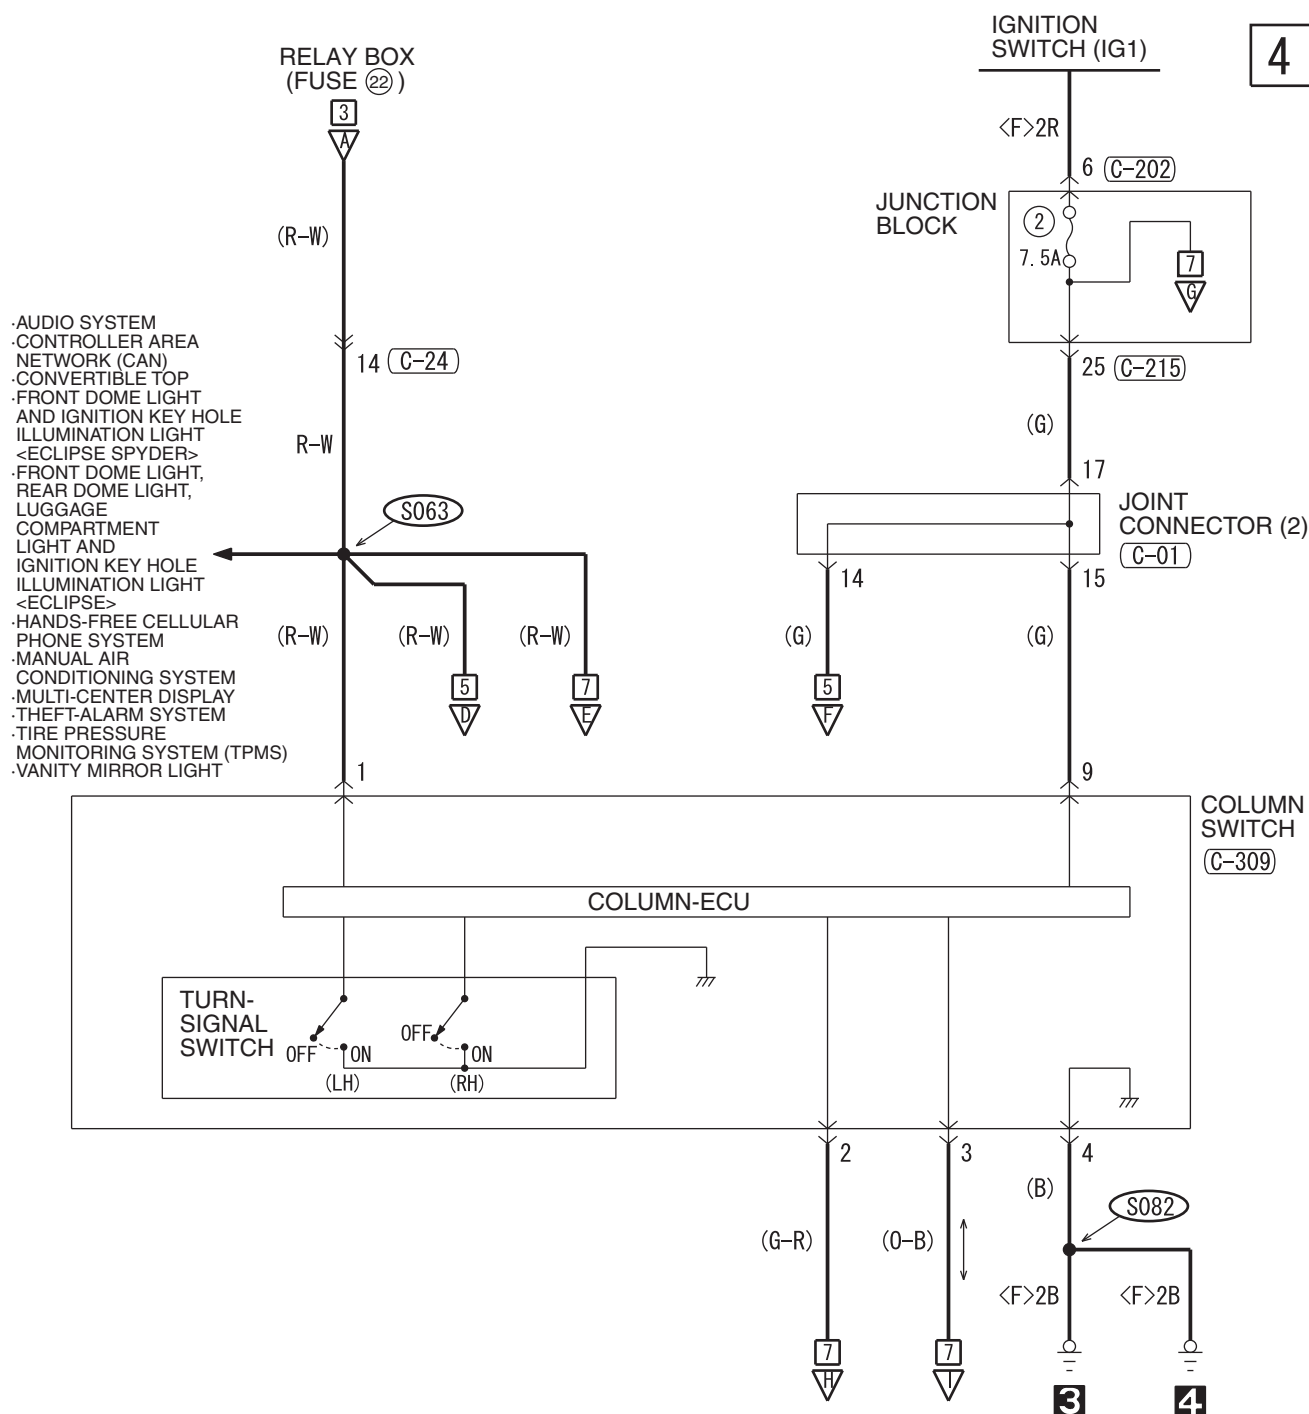 IGNITION
SWITCH (IG1)
4
RELAY BOX
(FUSE 22)
3
A
<F>2R
6 C-202
JUNCTION
BLOCK
2
7.5A
7
G
(R-W)
·AUDIO SYSTEM
·CONTROLLER AREA
NETWORK (CAN)
·CONVERTIBLE TOP
·FRONT DOME LIGHT
AND IGNITION KEY HOLE
ILLUMINATION LIGHT
<ECLIPSE SPYDER>
·FRONT DOME LIGHT,
REAR DOME LIGHT,
LUGGAGE
COMPARTMENT
LIGHT AND
IGNITION KEY HOLE
ILLUMINATION LIGHT
<ECLIPSE>
·HANDS-FREE CELLULAR
PHONE SYSTEM
·MANUAL AIR
CONDITIONING SYSTEM
·MULTI-CENTER DISPLAY
·THEFT-ALARM SYSTEM
·TIRE PRESSURE
MONITORING SYSTEM (TPMS)
·VANITY MIRROR LIGHT
14 C-24
25 C-215
R-W
(G)
17
S063
JOINT
CONNECTOR (2)
C-01
14
15
(R-W)
(R-W)
(R-W)
(G)
(G)
5
D
7
E
5
F
1
9
COLUMN
SWITCH
C-309
COLUMN-ECU
TURN-
SIGNAL
SWITCH
OFF
ON
(LH)
OFF
ON
(RH)
2
3
4
(B)
S082
(G-R)
(O-B)
<F>2B
<F>2B
7
H
7
I
3
4